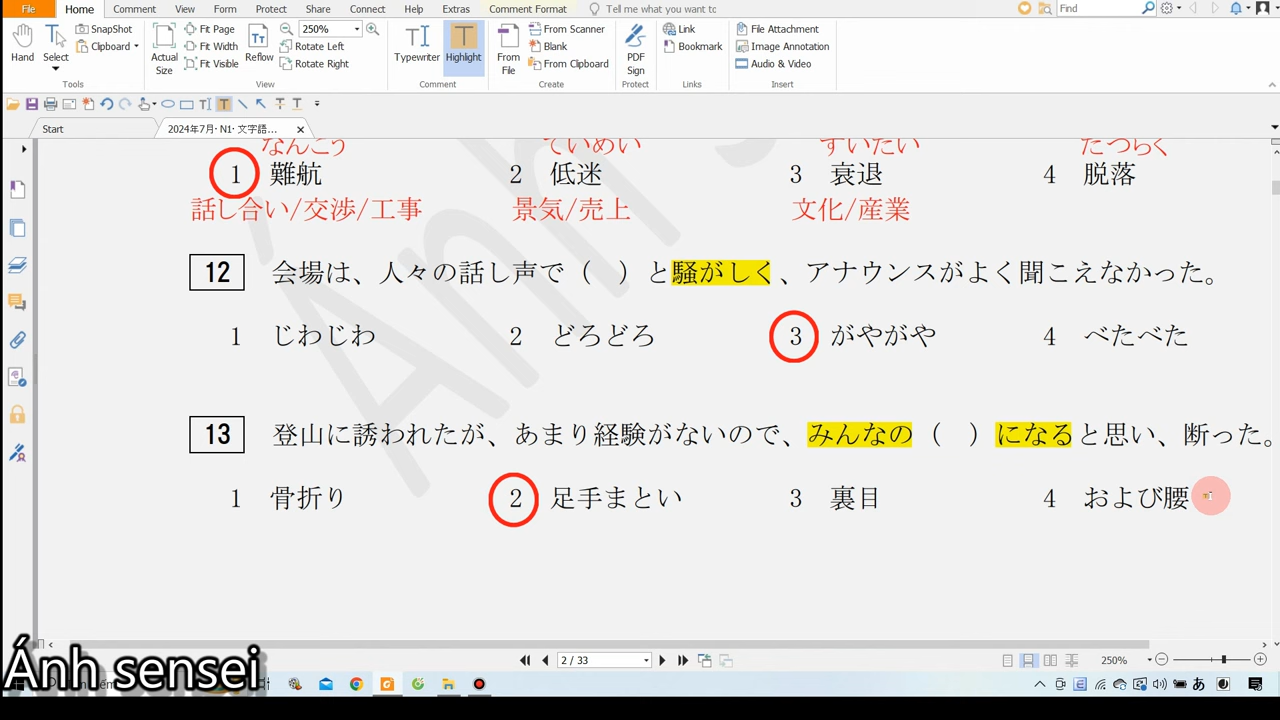 File Home Comment View Form Protect Share Connect Help Extras Comment Format Tell me what you want to Find
Hand
Select
SnapShot
Clipboard
Tools
Actual Size
Fit Page
Fit Width
Fit Visible
Reflow
250%
Rotate Left
Rotate Right
View
Typewriter
Highlight
Comment
From File
From Scanner
Blank
From Clipboard
Create
PDF Sign
Protect
Link
Bookmark
Links
File Attachment
Image Annotation
Audio & Video
Insert
Start 2024年7月· N1· 文字語...
なんこう ていめい すいたい だつらく
1 難航 2 低迷 3 衰退 4 脱落
話し合い/交渉/工事 景気/売上 文化/産業
12 会場は、人々の話し声で（　）と騒がしく、アナウンスがよく聞こえなかった。
1 じわじわ 2 どろどろ 3 がやがや 4 べたべた
13 登山に誘われたが、あまり経験がないので、みんなの（　）になると思い、断った。
1 骨折り 2 足手まとい 3 裏目 4 および腰
2 / 33 250%
Ánh sensei